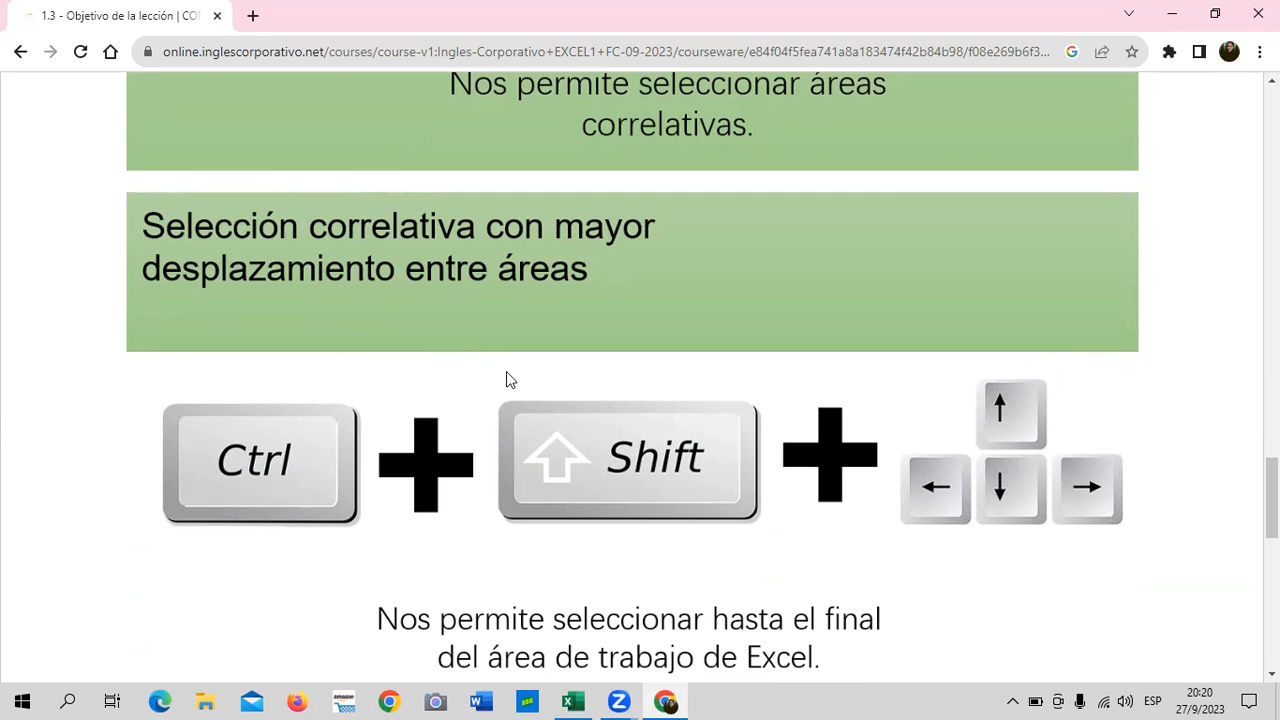 1.3 - Objetivo de la lección | CON
online.inglescorporativo.net/courses/course-v1:Ingles-Corporativo+EXCEL1+FC-09-2023/courseware/e84f04f5fea741a8a183474f42b84b98/f08e269b6f3...
Nos permite seleccionar áreas
correlativas.
Selección correlativa con mayor
desplazamiento entre áreas
Ctrl
Shift
Nos permite seleccionar hasta el final
del área de trabajo de Excel.
amazon
ESP
20:20
27/9/2023